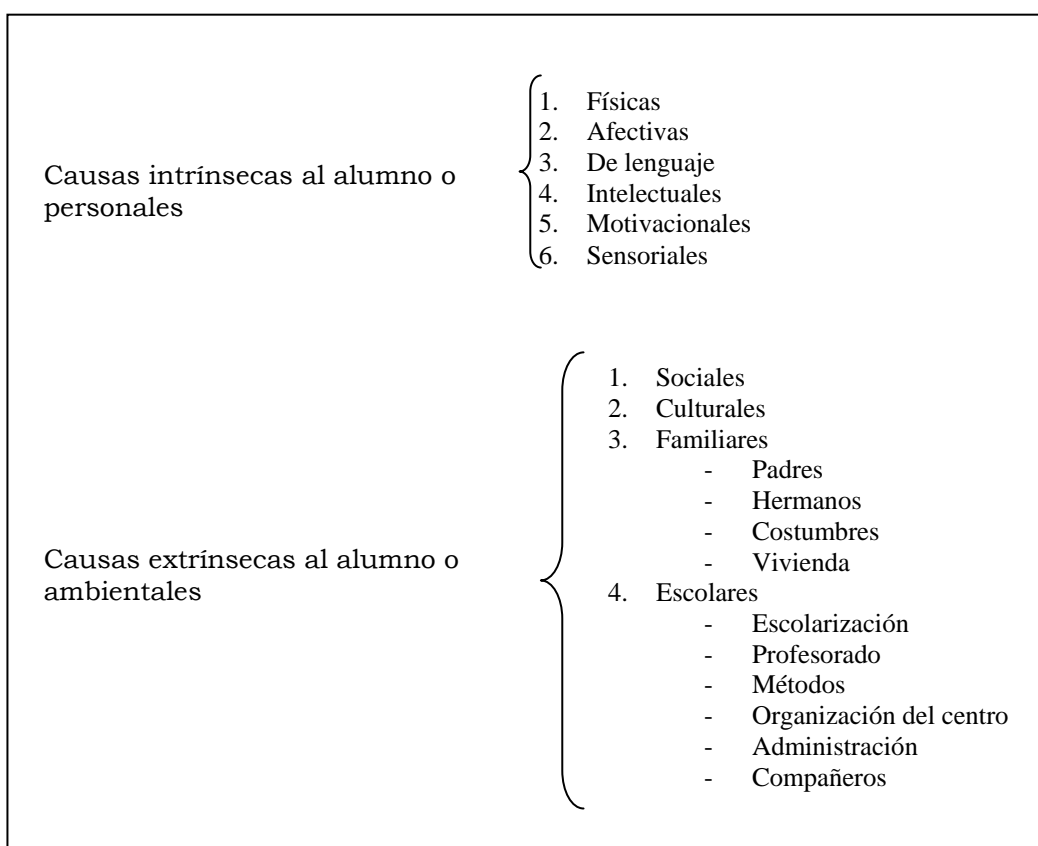 Causas intrínsecas al alumno o
personales
1. Físicas
2. Afectivas
3. De lenguaje
4. Intelectuales
5. Motivacionales
6. Sensoriales
Causas extrínsecas al alumno o
ambientales
1. Sociales
2. Culturales
3. Familiares
- Padres
- Hermanos
- Costumbres
- Vivienda
4. Escolares
- Escolarización
- Profesorado
- Métodos
- Organización del centro
- Administración
- Compañeros